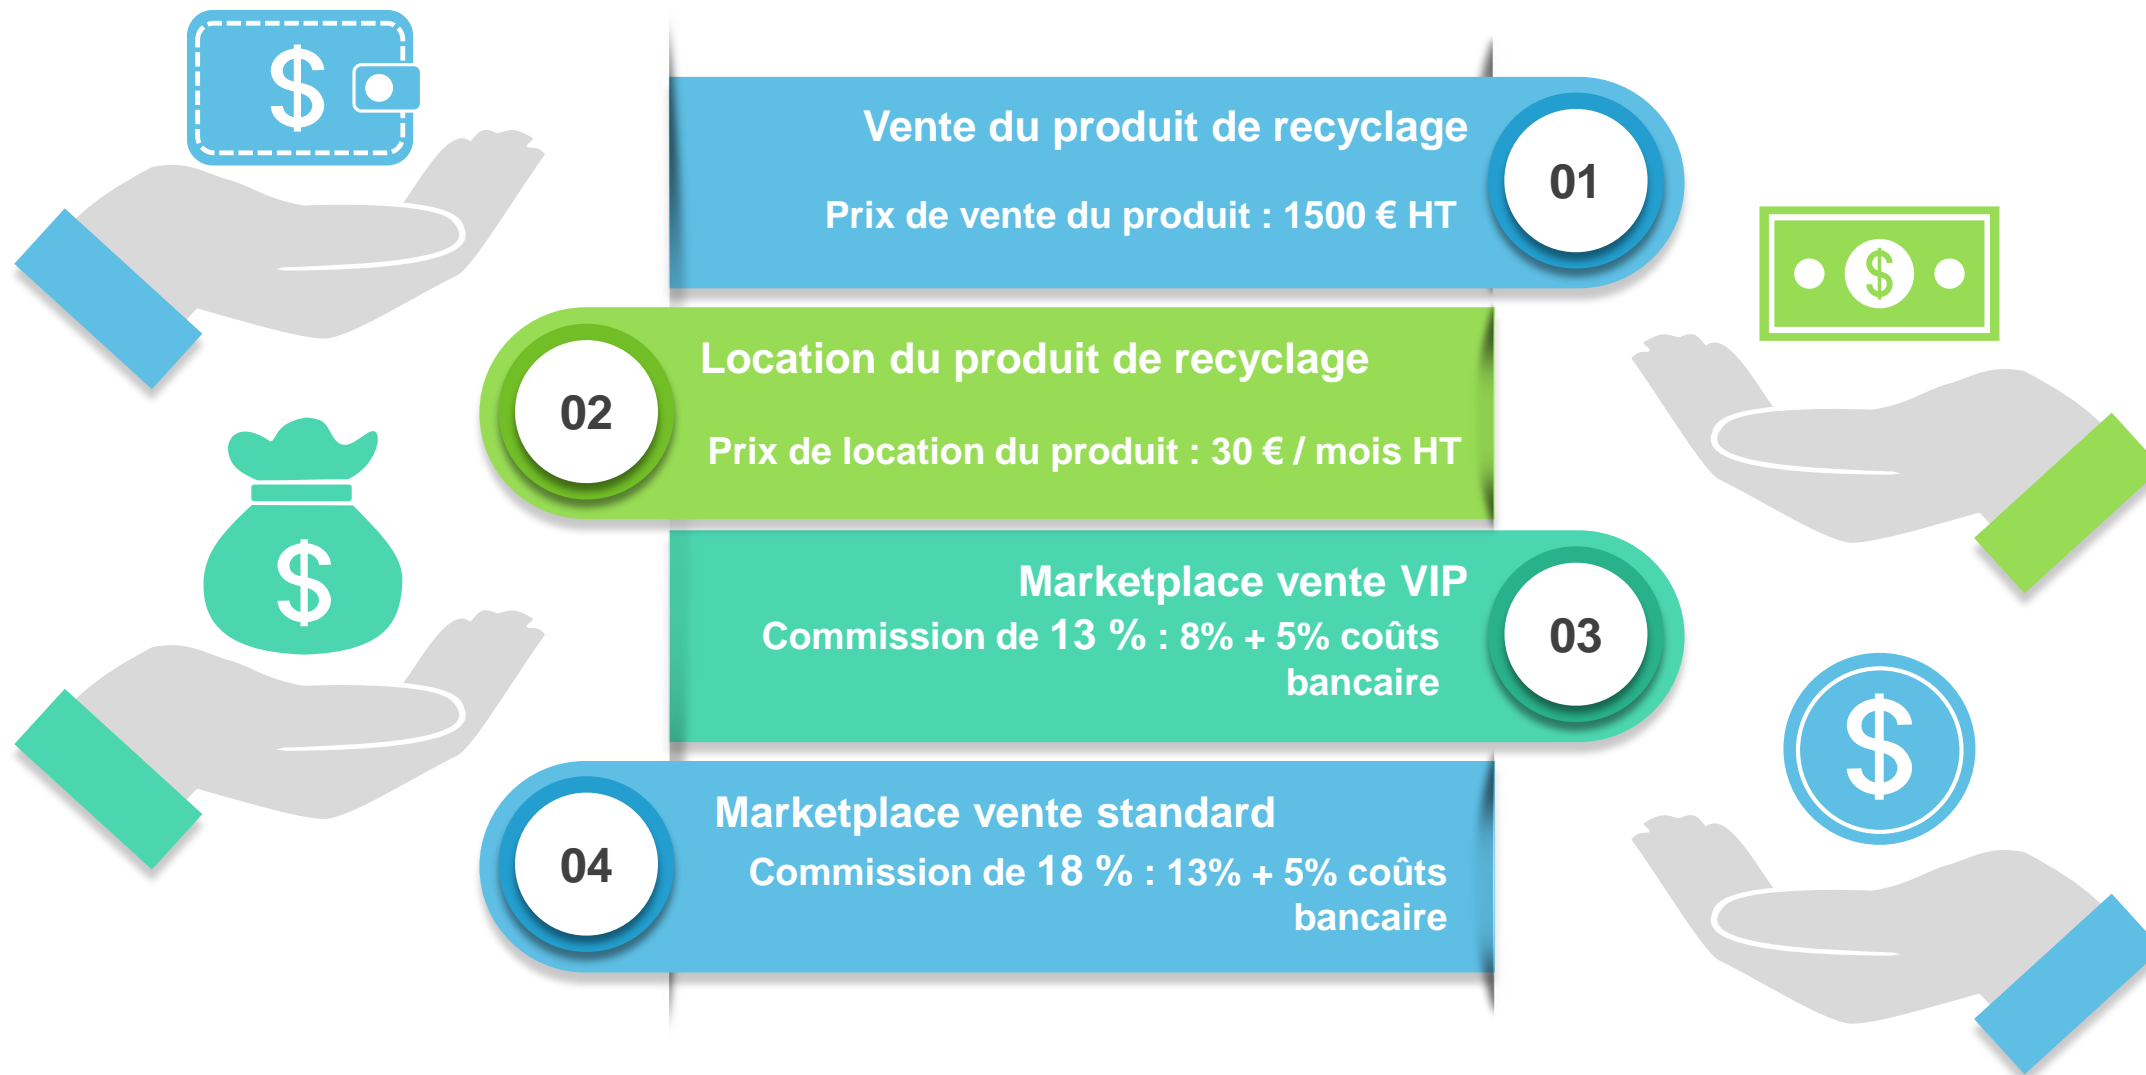 $
Vente du produit de recyclage
01
Prix de vente du produit : 1500 € HT
$
02
Location du produit de recyclage
Prix de location du produit : 30 € / mois HT
$
Marketplace vente VIP
Commission de 13 % : 8% + 5% coûts
bancaire
03
$
04
Marketplace vente standard
Commission de 18 % : 13% + 5% coûts
bancaire